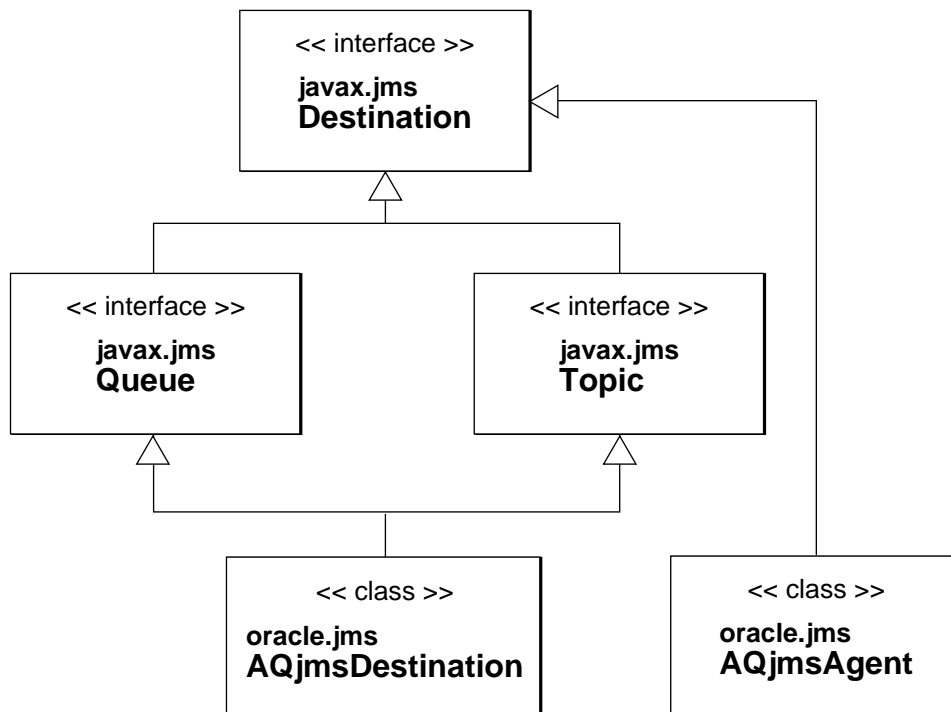 << interface >>
javax.jms
Destination
<< interface >>
javax.jms
Queue
<< interface >>
javax.jms
Topic
<< class >>
oracle.jms
AQjmsDestination
<< class >>
oracle.jms
AQjmsAgent